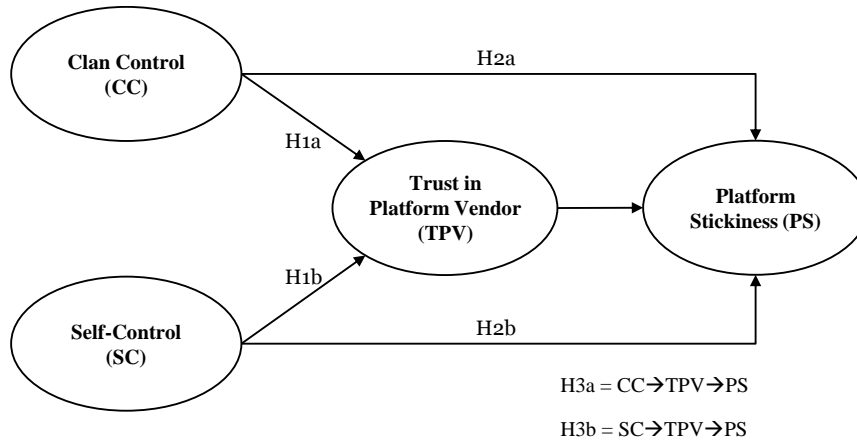 Clan Control
(CC)
H2a
H1a
Trust in
Platform Vendor
(TPV)
Platform
Stickiness (PS)
H1b
Self-Control
(SC)
H2b
H3a = CC→TPV→PS
H3b = SC→TPV→PS